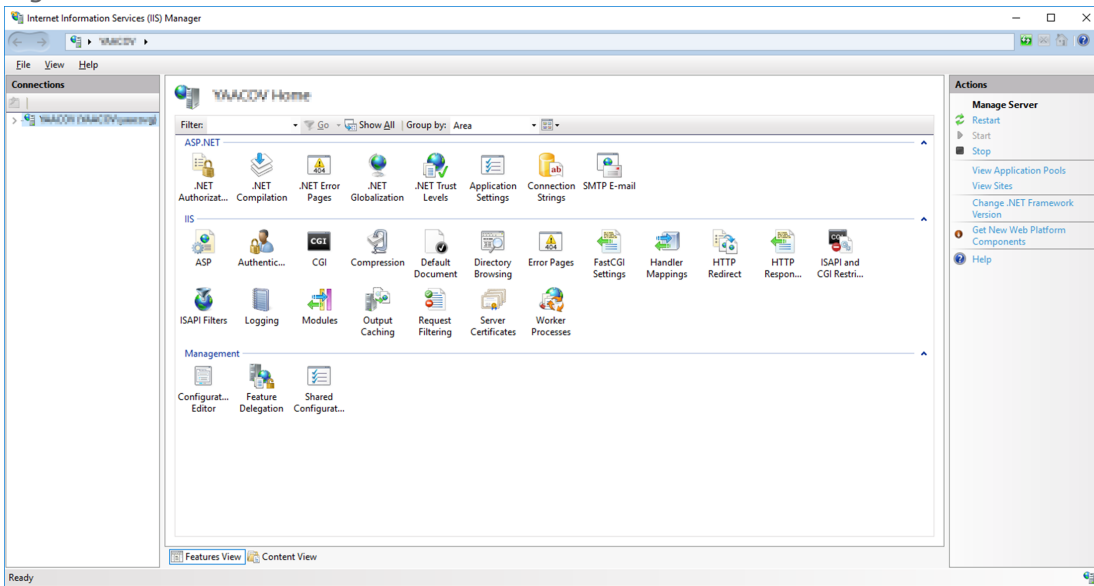 Internet Information Services (IIS) Manager
YAACOV
File View Help
Connections
YAACOV Home
Filter: Go Show All Group by: Area
ASP.NET
.NET Authorizat...
.NET Compilation
.NET Error Pages
.NET Globalization
.NET Trust Levels
Application Settings
Connection Strings
SMTP E-mail
IIS
ASP
Authentic...
CGI
Compression
Default Document
Directory Browsing
Error Pages
FastCGI Settings
Handler Mappings
HTTP Redirect
HTTP Respon...
ISAPI and CGI Restri...
ISAPI Filters
Logging
Modules
Output Caching
Request Filtering
Server Certificates
Worker Processes
Management
Configurat... Editor
Feature Delegation
Shared Configurat...
Features View Content View
Actions
Manage Server
Restart
Start
Stop
View Application Pools
View Sites
Change .NET Framework
Version
Get New Web Platform
Components
Help
Ready